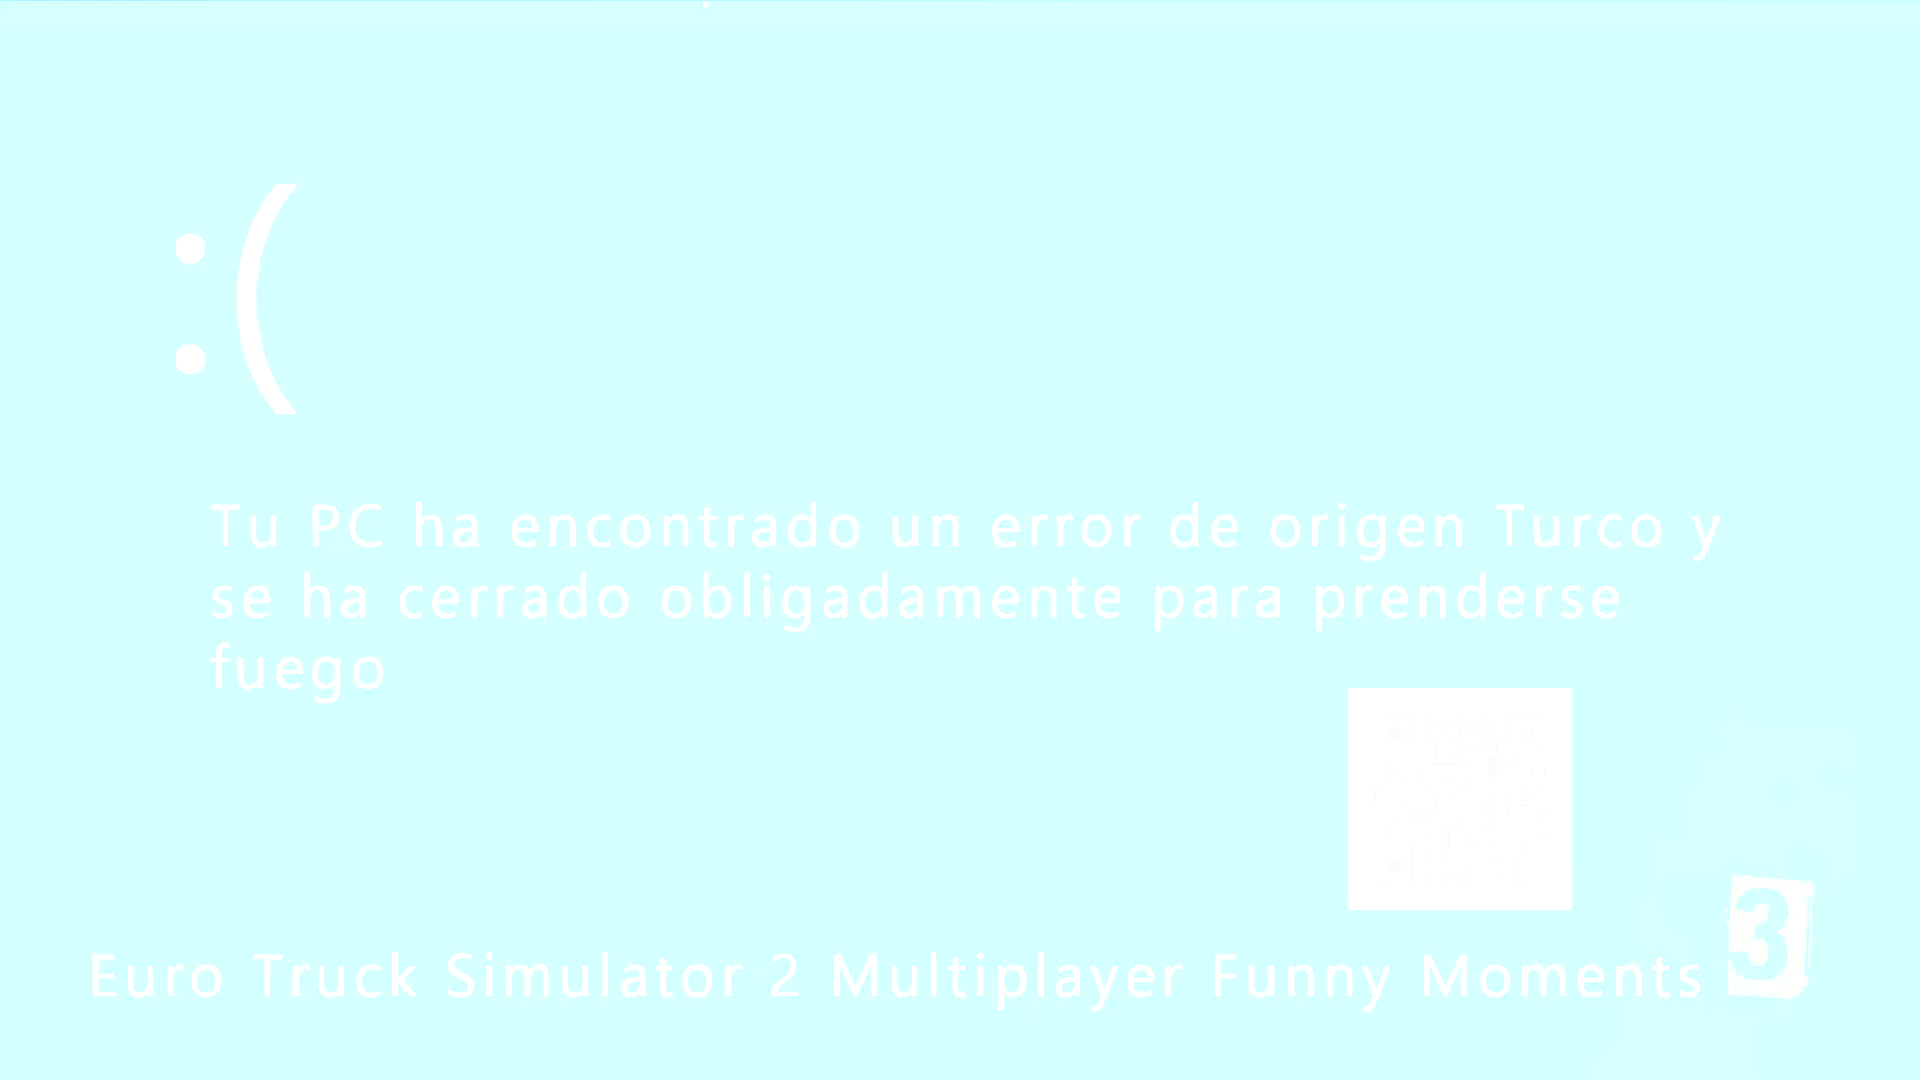 :(
Tu PC ha encontrado un error de origen Turco y
se ha cerrado obligadamente para prenderse
fuego
Euro Truck Simulator 2 Multiplayer Funny Moments 3